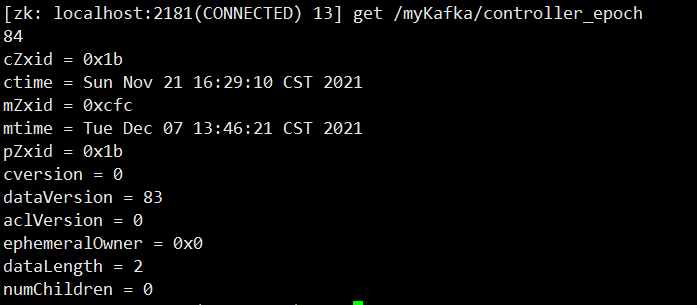 [zk: localhost:2181(CONNECTED) 13] get /myKafka/controller_epoch
84
cZxid = 0x1b
ctime = Sun Nov 21 16:29:10 CST 2021
mZxid = 0xcfc
mtime = Tue Dec 07 13:46:21 CST 2021
pZxid = 0x1b
cversion = 0
dataVersion = 83
aclVersion = 0
ephemeralOwner = 0x0
dataLength = 2
numChildren = 0